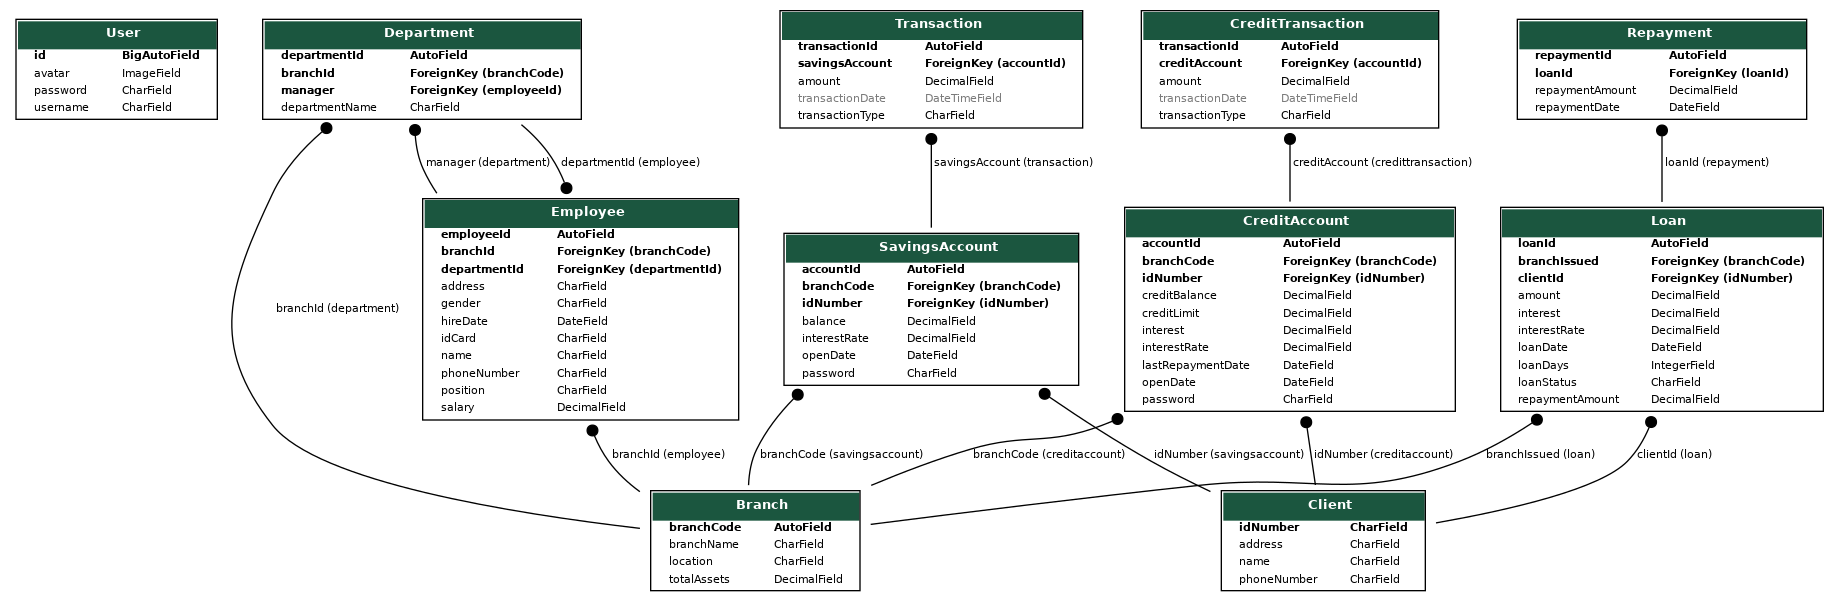 User
id BigAutoField
avatar ImageField
password CharField
username CharField
Department
departmentId AutoField
branchId ForeignKey (branchCode)
manager ForeignKey (employeeId)
departmentName CharField
Transaction
transactionId AutoField
savingsAccount ForeignKey (accountId)
amount DecimalField
transactionDate DateTimeField
transactionType CharField
CreditTransaction
transactionId AutoField
creditAccount ForeignKey (accountId)
amount DecimalField
transactionDate DateTimeField
transactionType CharField
Repayment
repaymentId AutoField
loanId ForeignKey (loanId)
repaymentAmount DecimalField
repaymentDate DateField
manager (department)
departmentId (employee)
savingsAccount (transaction)
creditAccount (credittransaction)
loanId (repayment)
Employee
employeeId AutoField
branchId ForeignKey (branchCode)
departmentId ForeignKey (departmentId)
address CharField
gender CharField
hireDate DateField
idCard CharField
name CharField
phoneNumber CharField
position CharField
salary DecimalField
SavingsAccount
accountId AutoField
branchCode ForeignKey (branchCode)
idNumber ForeignKey (idNumber)
balance DecimalField
interestRate DecimalField
openDate DateField
password CharField
CreditAccount
accountId AutoField
branchCode ForeignKey (branchCode)
idNumber ForeignKey (idNumber)
creditBalance DecimalField
creditLimit DecimalField
interest DecimalField
interestRate DecimalField
lastRepaymentDate DateField
openDate DateField
password CharField
Loan
loanId AutoField
branchIssued ForeignKey (branchCode)
clientId ForeignKey (idNumber)
amount DecimalField
interest DecimalField
interestRate DecimalField
loanDate DateField
loanDays IntegerField
loanStatus CharField
repaymentAmount DecimalField
branchId (department)
branchId (employee)
branchCode (savingsaccount)
branchCode (creditaccount)
idNumber (savingsaccount)
idNumber (creditaccount)
branchIssued (loan)
clientId (loan)
Branch
branchCode AutoField
branchName CharField
location CharField
totalAssets DecimalField
Client
idNumber CharField
address CharField
name CharField
phoneNumber CharField